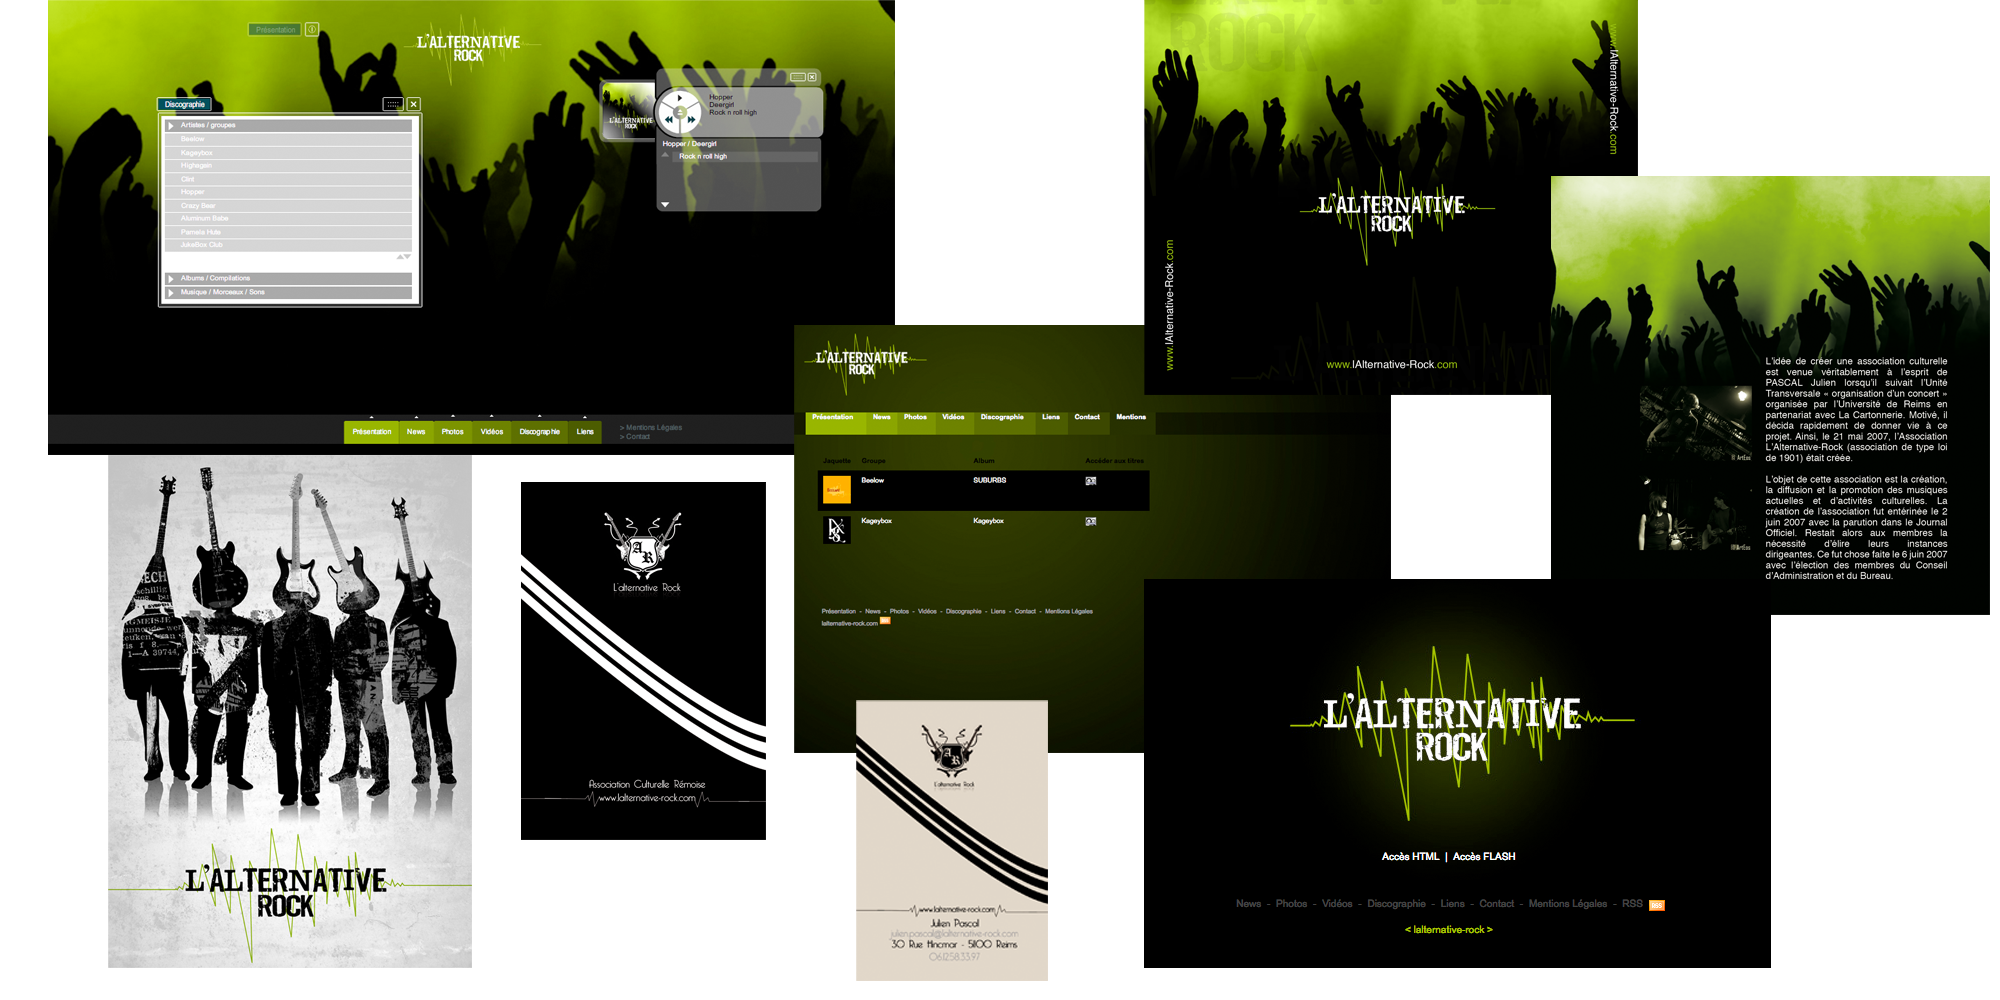 Présentation
L'ALTERNATIVE
ROCK
Discographie
Artistes / groupes
Beelow
Kageybox
Highegain
Clint
Hopper
Crazy Bear
Aluminum Babe
Pamela Hute
JukeBox Club
Albums / Compilations
Musique / Morceaux / Sons
L'ALTERNATIVE
ROCK
Hopper
Deergirl
Rock n roll high
Hopper / Deergirl
Rock n roll high
Présentation
News
Photos
Vidéos
Discographie
Liens
> Mentions Légales
> Contact
ROCK
www.lAlternative-Rock.com
L'ALTERNATIVE
ROCK
www.lAlternative-Rock.com
www.lAlternative-Rock.com
L'idée de créer une association culturelle
est venue véritablement à l'esprit de
PASCAL Julien lorsqu'il suivait l'Unité
Transversale « organisation d'un concert »
organisée par l'Université de Reims en
partenariat avec La Cartonnerie. Motivé, il
décida rapidement de donner vie à ce
projet. Ainsi, le 21 mai 2007, l'Association
L'Alternative-Rock (association de type loi
de 1901) était créée.
L'objet de cette association est la création,
la diffusion et la promotion des musiques
actuelles et d'activités culturelles. La
création de l'association fut entérinée le 2
juin 2007 avec la parution dans le Journal
Officiel. Restait alors aux membres la
nécessité d'élire leurs instances
dirigeantes. Ce fut chose faite le 6 juin 2007
avec l'élection des membres du Conseil
d'Administration et du Bureau.
L'ALTERNATIVE
ROCK
Présentation
News
Photos
Vidéos
Discographie
Liens
Contact
Mentions
Jaquette
Groupe
Album
Accéder aux titres
Beelow
SUBURBS
Kageybox
Kageybox
Présentation - News - Photos - Vidéos - Discographie - Liens - Contact - Mentions Légales
lalternative-rock.com
L'ALTERNATIVE
ROCK
AR
L'alternative Rock
Association Culturelle Rémoise
www.lalternative-rock.com
AR
L'alternative Rock
www.lalternative-rock.com
Julien Pascal
julien.pascal@lalternative-rock.com
30 Rue Hincmar - 51100 Reims
0612583397
L'ALTERNATIVE
ROCK
Accès HTML | Accès FLASH
News - Photos - Vidéos - Discographie - Liens - Contact - Mentions Légales - RSS
< lalternative-rock >